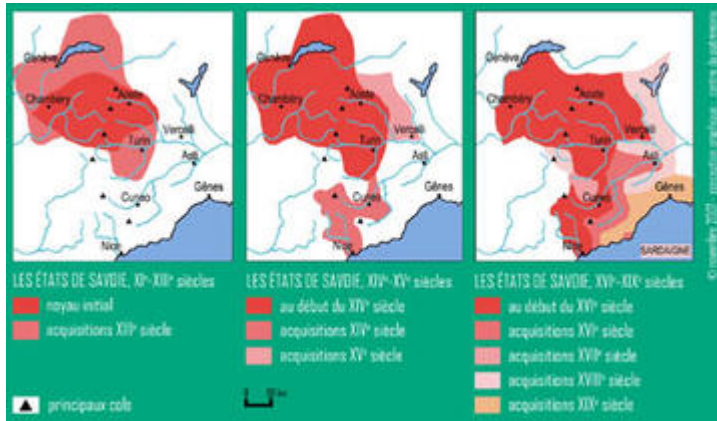 Genève
Chambéry
Aoste
Turin
Vercelli
Asti
Cuneo
Gênes
Nice
LES ÉTATS DE SAVOIE, XIe-XIIIe siècles
noyau initial
acquisitions XIIIe siècle
principaux cols
Genève
Chambéry
Aoste
Turin
Vercelli
Asti
Cuneo
Gênes
Nice
LES ÉTATS DE SAVOIE, XIVe-XVe siècles
au début du XIVe siècle
acquisitions XIVe siècle
acquisitions XVe siècle
Genève
Chambéry
Aoste
Turin
Vercelli
Asti
Cuneo
Gênes
Nice
SARDAIGNE
LES ÉTATS DE SAVOIE, XVIe-XIXe siècles
au début du XVIe siècle
acquisitions XVIe siècle
acquisitions XVIIe siècle
acquisitions XVIIIe siècle
acquisitions XIXe siècle